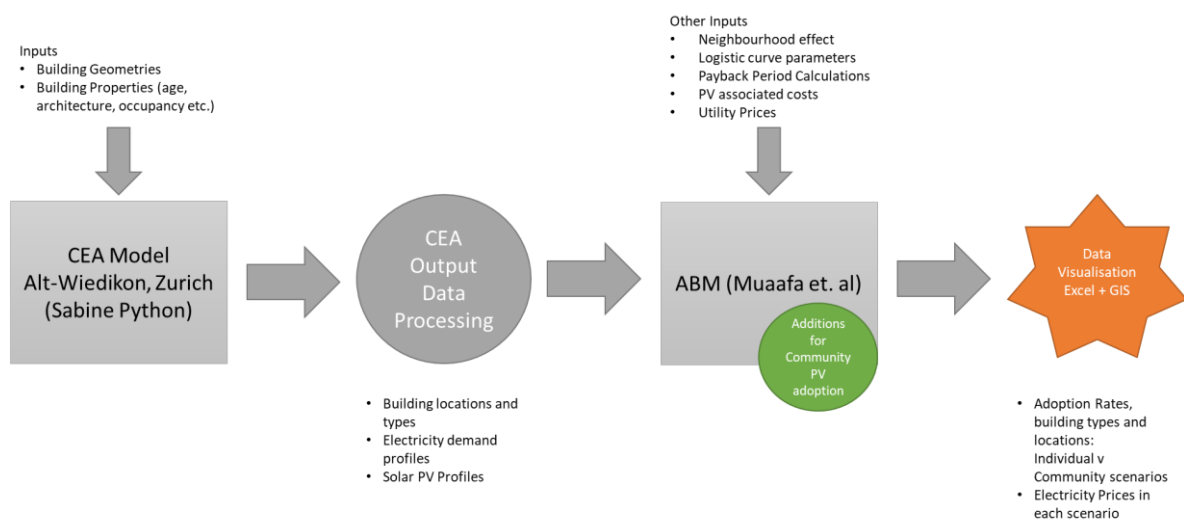 Inputs
• Building Geometries
• Building Properties (age,
architecture, occupancy etc.)
CEA Model
Alt-Wiedikon, Zurich
(Sabine Python)
CEA
Output
Data
Processing
• Building locations and
types
• Electricity demand
profiles
• Solar PV Profiles
Other Inputs
• Neighbourhood effect
• Logistic curve parameters
• Payback Period Calculations
• PV associated costs
• Utility Prices
ABM (Muaafa et. al)
Additions
for
Community
PV
adoption
Data
Visualisation
Excel + GIS
• Adoption Rates,
building types and
locations:
Individual v
Community scenarios
• Electricity Prices in
each scenario